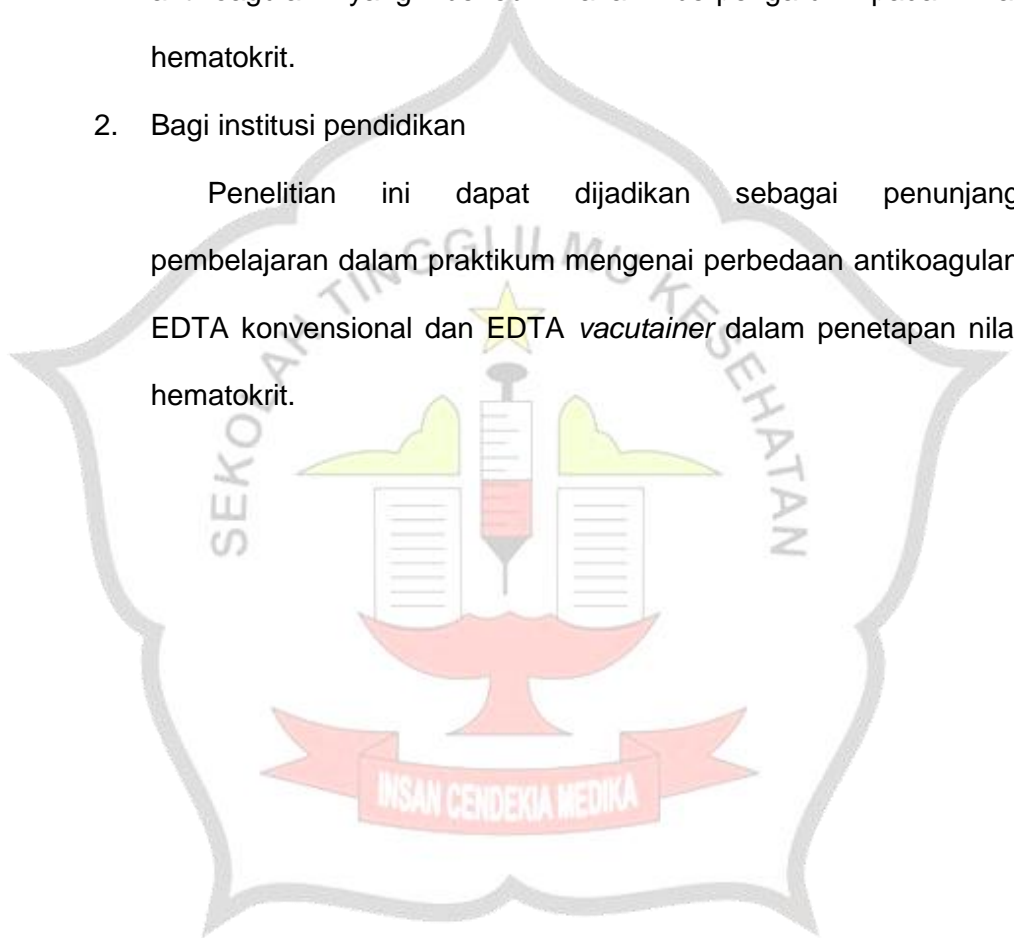 hematokrit.
2. Bagi institusi pendidikan
Penelitian ini dapat dijadikan sebagai penunjang
pembelajaran dalam praktikum mengenai perbedaan antikoagulan
EDTA konvensional dan EDTA vacutainer dalam penetapan
hematokrit.
SEKOLAH TINGGI ILMU KESEHATAN
INSAN CENDEKIA MEDIKA